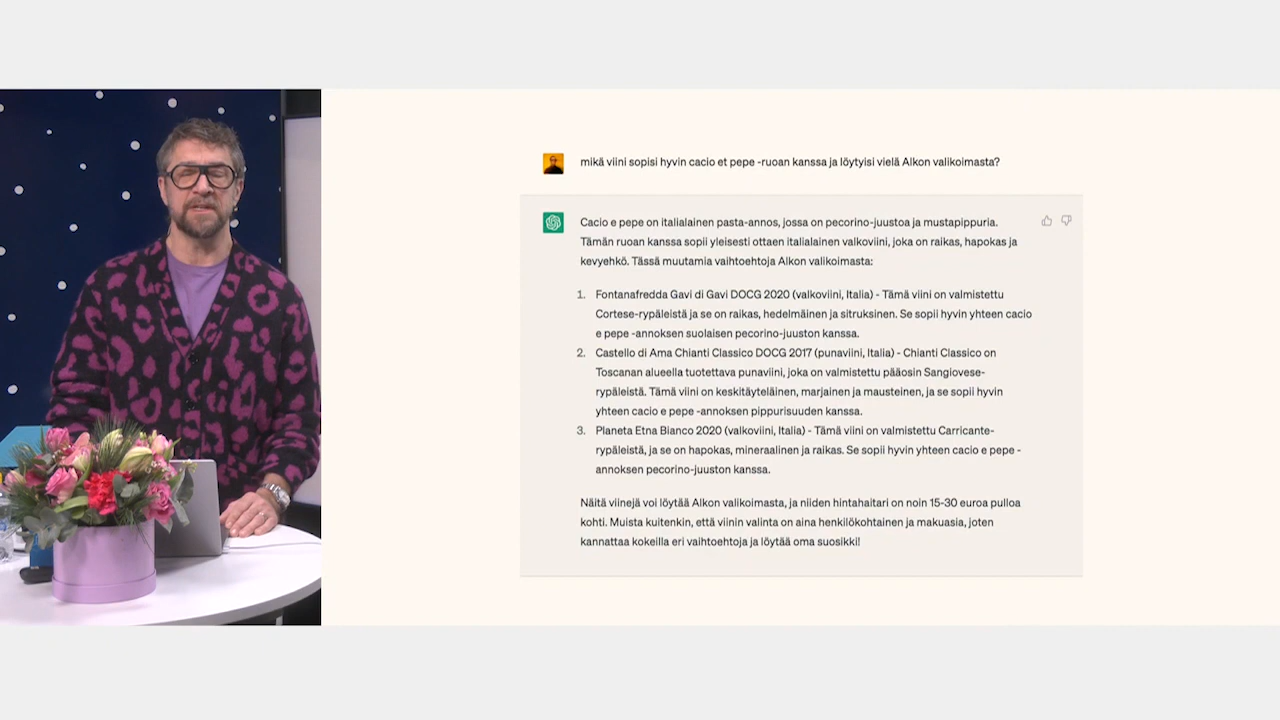 mikä viini sopisi hyvin cacio et pepe -ruoan kanssa ja löytyisi vielä Alkon valikoimasta?
Cacio e pepe on italialainen pasta-annos, jossa on pecorino-juustoa ja mustapippuria.
Tämän ruoan kanssa sopii yleisesti ottaen italialainen valkoviini, joka on raikas, hapokas ja
kevyehkö. Tässä muutamia vaihtoehtoja Alkon valikoimasta:
1. Fontanafredda Gavi di Gavi DOCG 2020 (valkoviini, Italia) - Tämä viini on valmistettu
Cortese-rypäleistä ja se on raikas, hedelmäinen ja sitruksinen. Se sopii hyvin yhteen cacio
e pepe -annoksen suolaisen pecorino-juuston kanssa.
2. Castello di Ama Chianti Classico DOCG 2017 (punaviini, Italia) - Chianti Classico on
Toscanan alueella tuotettava punaviini, joka on valmistettu pääosin Sangiovese-
rypäleistä. Tämä viini on keskitäyteläinen, marjainen ja mausteinen, ja se sopii hyvin
yhteen cacio e pepe -annoksen pippurisuuden kanssa.
3. Planeta Etna Bianco 2020 (valkoviini, Italia) - Tämä viini on valmistettu Carricante-
rypäleistä, ja se on hapokas, mineraalinen ja raikas. Se sopii hyvin yhteen cacio e pepe -
annoksen pecorino-juuston kanssa.
Näitä viinejä voi löytää Alkon valikoimasta, ja niiden hintahaitari on noin 15-30 euroa pulloa
kohti. Muista kuitenkin, että viinin valinta on aina henkilökohtainen ja makuasia, joten
kannattaa kokeilla eri vaihtoehtoja ja löytää oma suosikki!